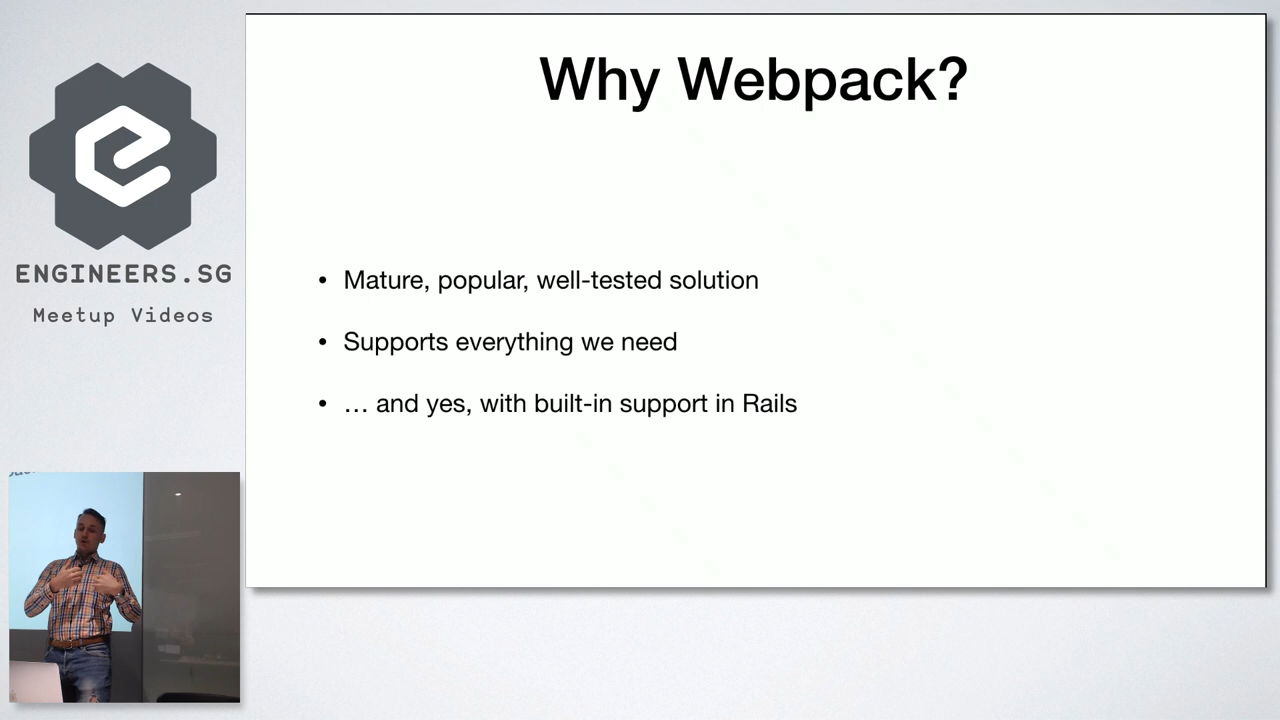 Why Webpack?
• Mature, popular, well-tested solution
• Supports everything we need
• … and yes, with built-in support in Rails
ENGINEERS.SG
Meetup Videos